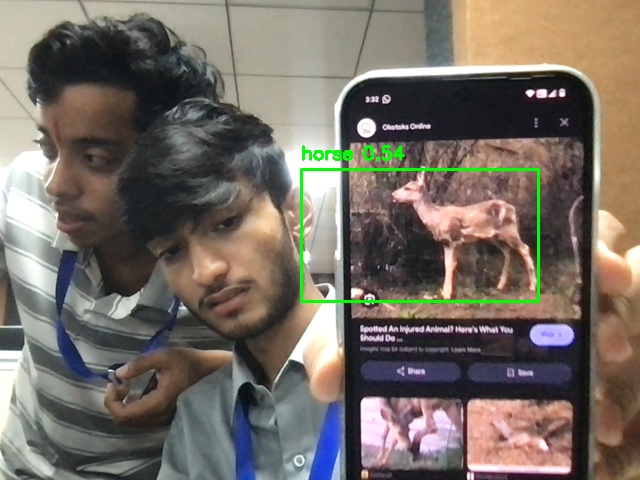 3:32
Okotoks Online
horse 0.54
Spotted An Injured Animal? Here's What You
Should Do ...
Images may be subject to copyright. Learn More
Visit
Share
Save